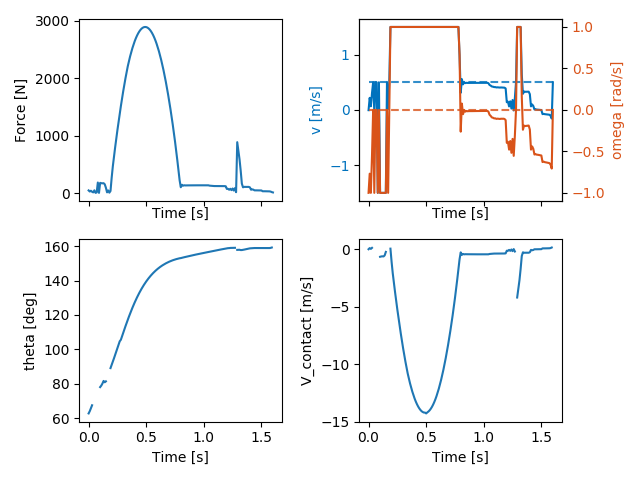 Force [N]
3000
2000
1000
0
Time [s]
v [m/s]
1
0
−1
omega [rad/s]
1.0
0.5
0.0
−0.5
−1.0
Time [s]
theta [deg]
160
140
120
100
80
60
0.0 0.5 1.0 1.5
Time [s]
V_contact [m/s]
0
−5
−10
−15
0.0 0.5 1.0 1.5
Time [s]